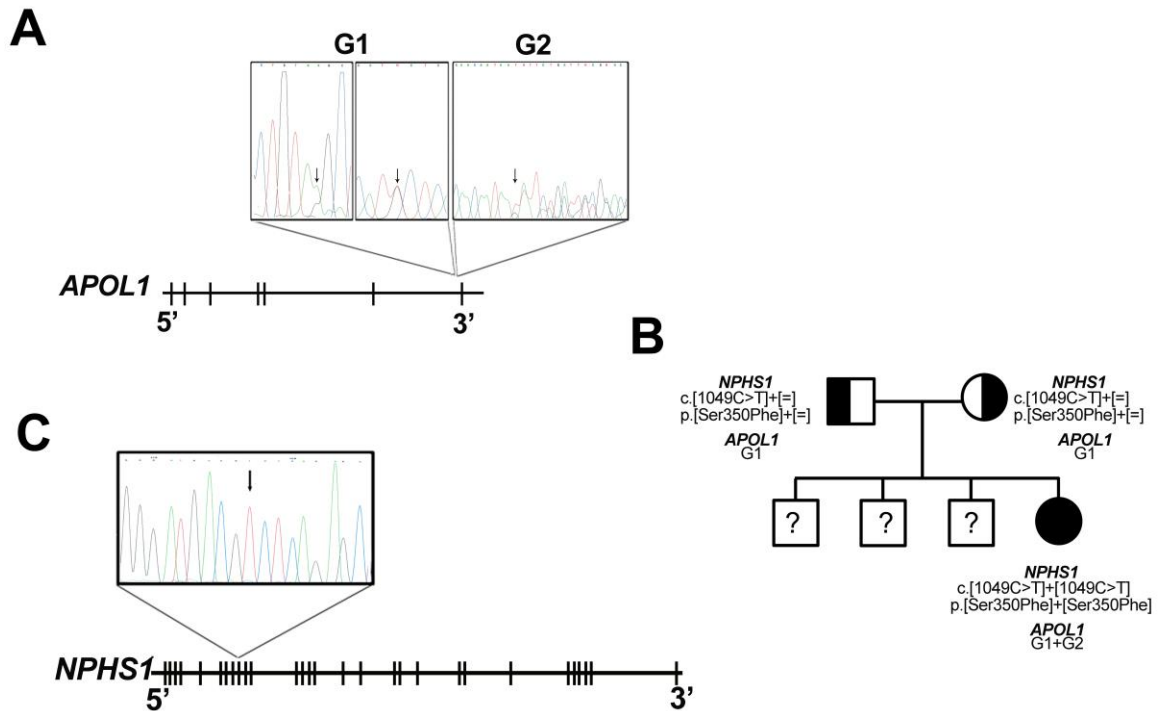 A
G1
G2
APOL1
5’
3’
B
NPHS1
c.[1049C>T]+[=]
p.[Ser350Phe]+[=]
APOL1
G1
NPHS1
c.[1049C>T]+[=]
p.[Ser350Phe]+[=]
APOL1
G1
?
?
?
NPHS1
c.[1049C>T]+[1049C>T]
p.[Ser350Phe]+[Ser350Phe]
APOL1
G1+G2
C
NPHS1
5’
3’